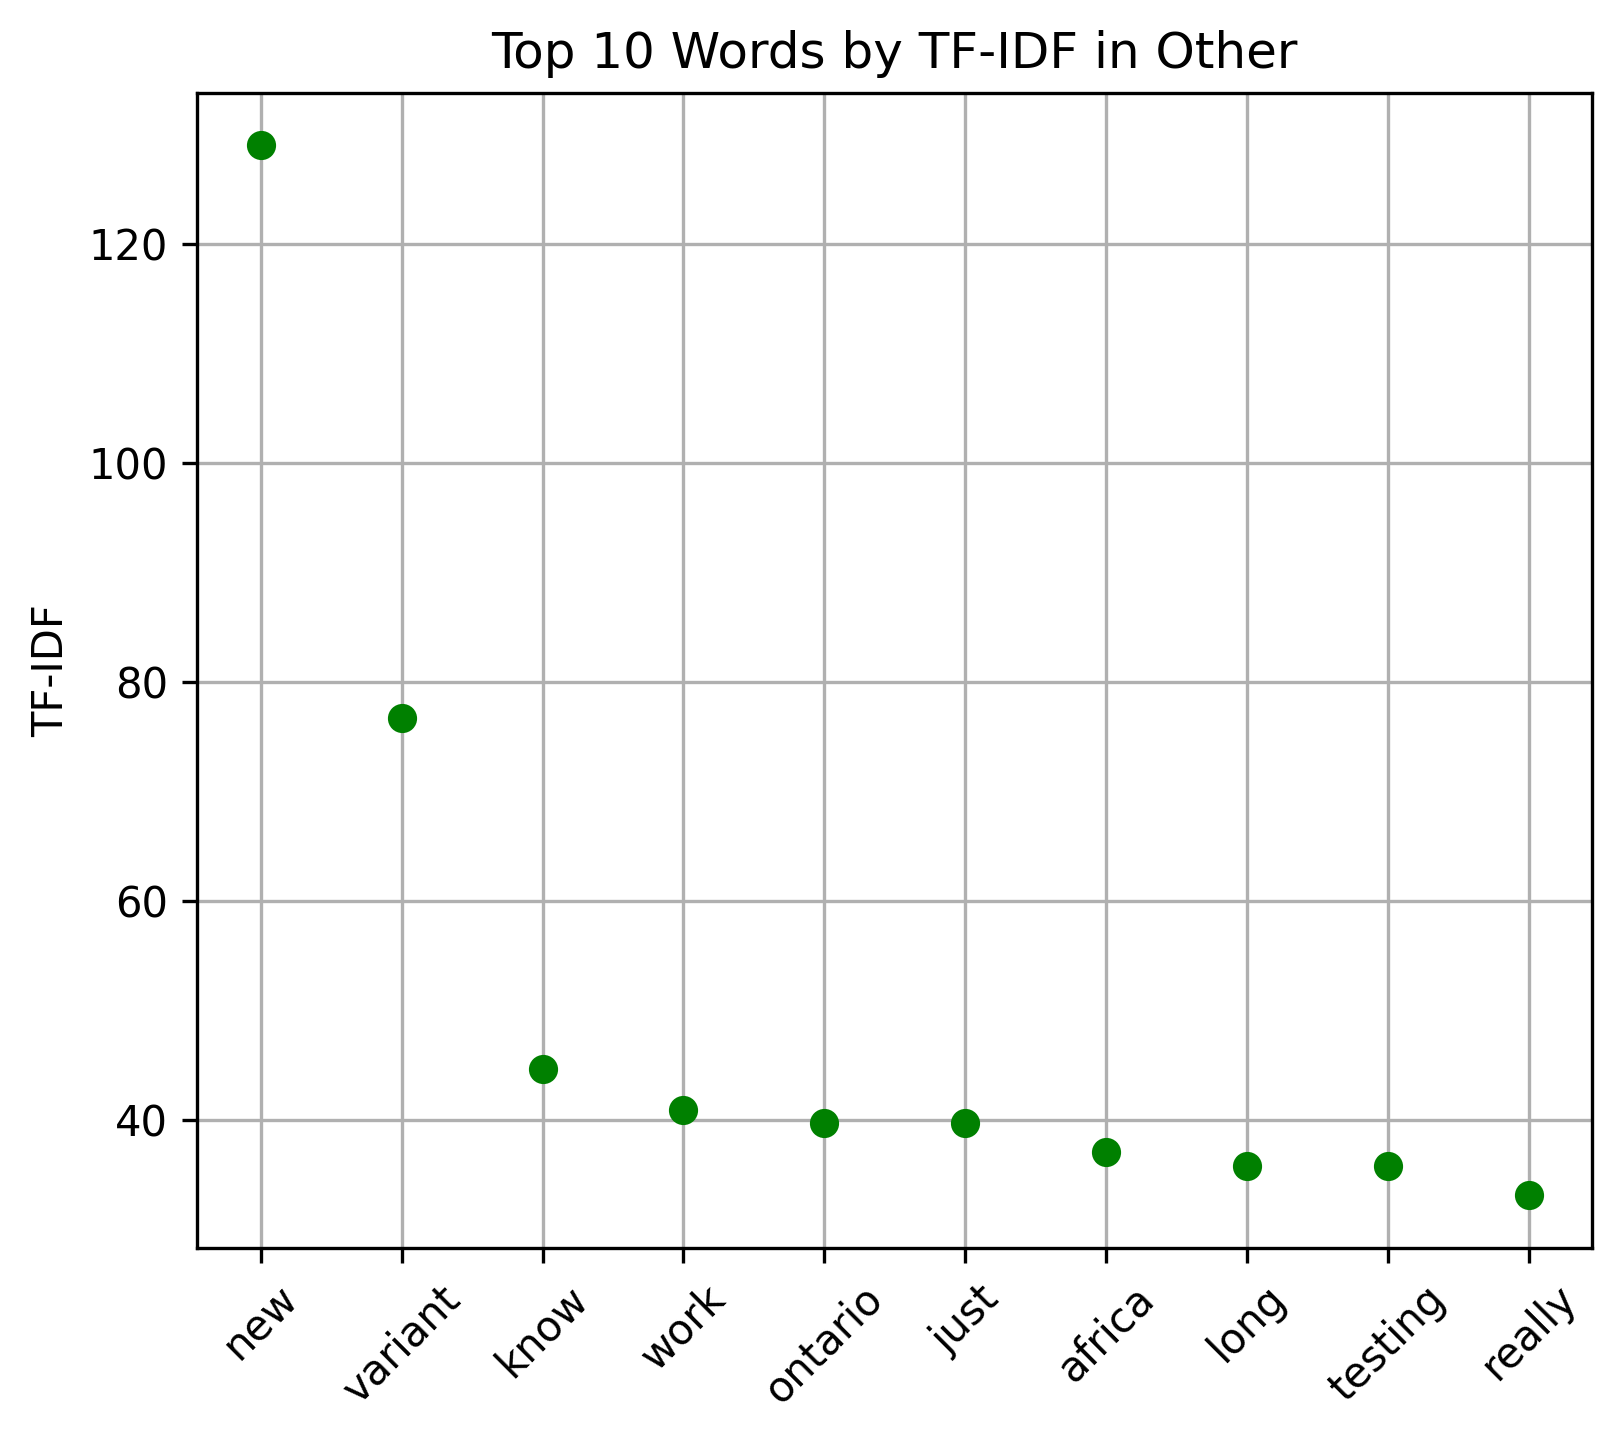 Top 10 Words by TF-IDF in Other
TF-IDF
120
100
80
60
40
new
variant
know
work
ontario
just
africa
long
testing
really